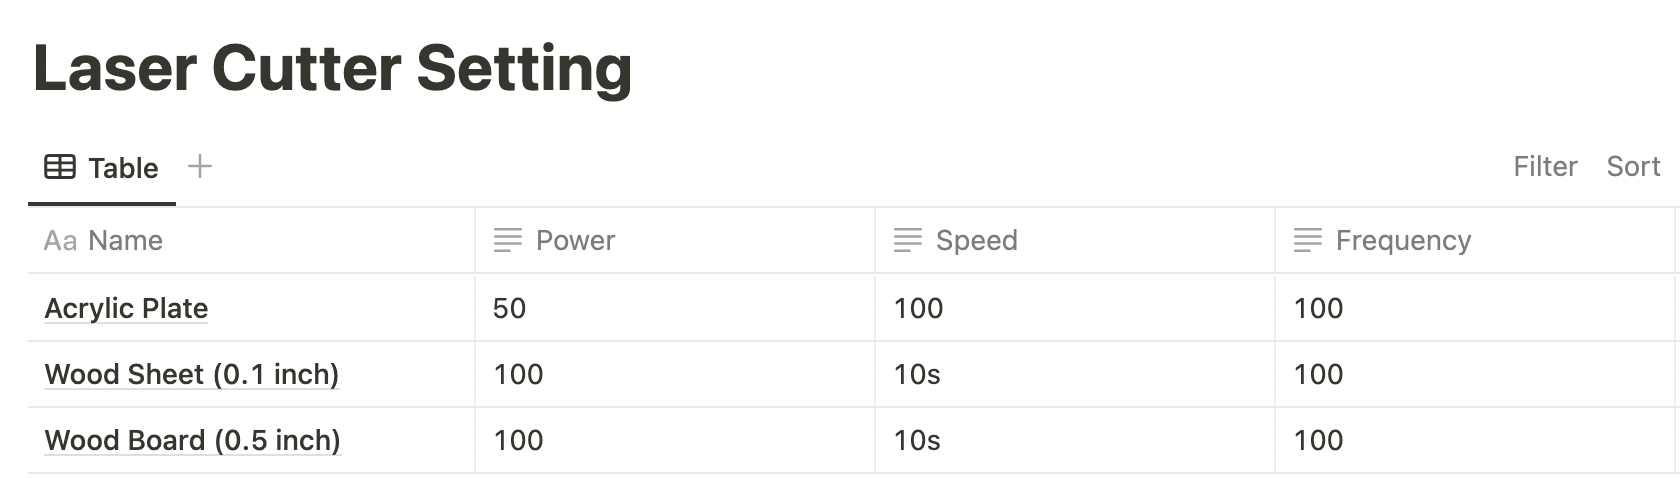 Laser Cutter Setting
Table
Filter Sort
Aa Name Power Speed Frequency
Acrylic Plate 50 100 100
Wood Sheet (0.1 inch) 100 10s 100
Wood Board (0.5 inch) 100 10s 100